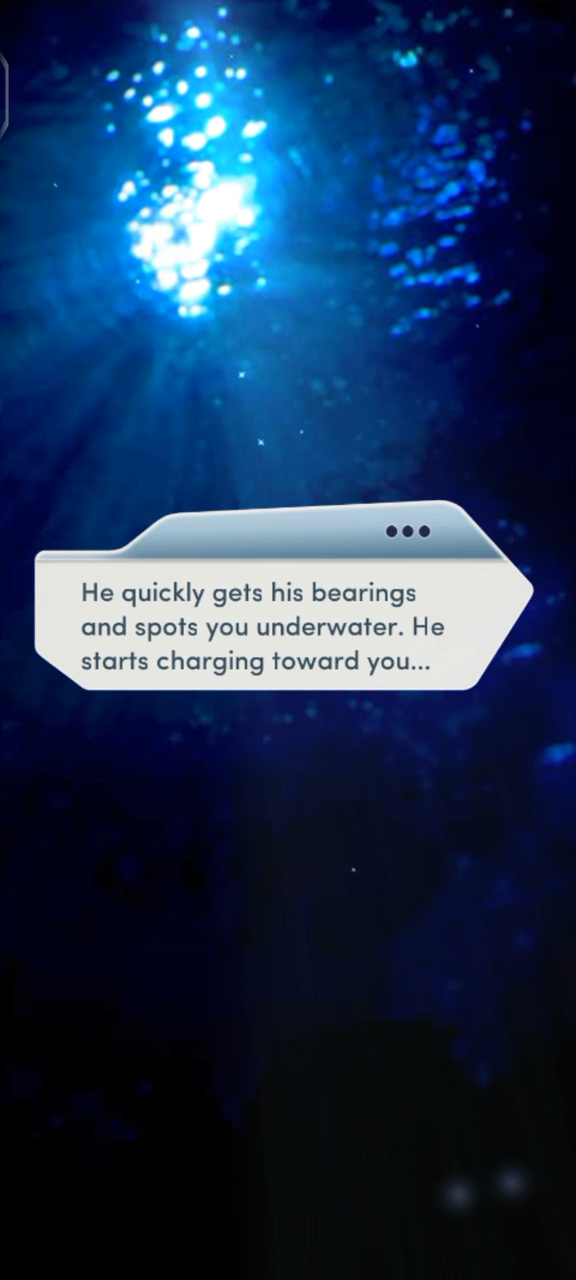 He quickly gets his bearings
and spots you underwater. He
starts charging toward you...